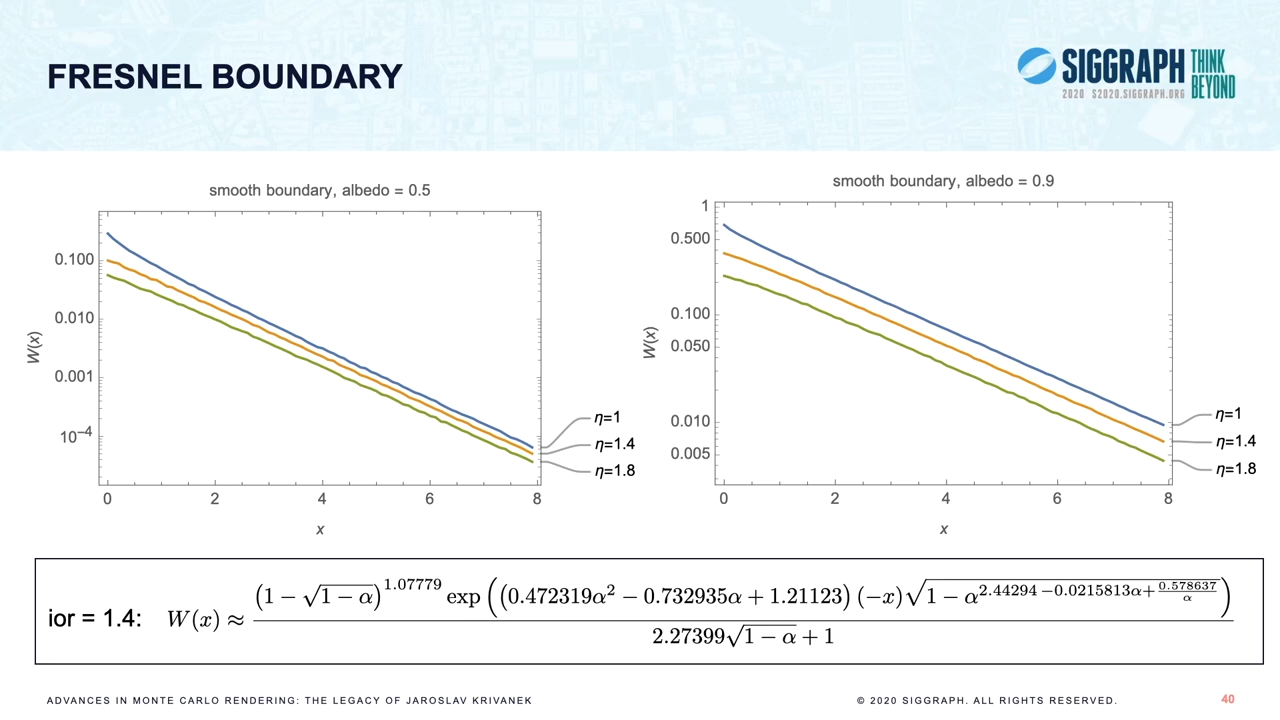 FRESNEL BOUNDARY
SIGGRAPH
THINK
BEYOND
2020 S2020.SIGGRAPH.ORG
smooth boundary, albedo = 0.5
0.100
0.010
0.001
10⁻⁴
W(x)
0 2 4 6 8
x
η=1
η=1.4
η=1.8
smooth boundary, albedo = 0.9
1
0.500
0.100
0.050
0.010
0.005
W(x)
0 2 4 6 8
x
η=1
η=1.4
η=1.8
(1 − √(1 − α))^1.07779 exp((0.472319α² − 0.732935α + 1.21123) (−x)√(1 − α^(2.44294 −0.0215813α+ 0.578637/α)))
ior = 1.4: W(x) ≈
2.27399√(1 − α) + 1
ADVANCES IN MONTE CARLO RENDERING: THE LEGACY OF JAROSLAV KRIVANEK
© 2020 SIGGRAPH. ALL RIGHTS RESERVED.
40